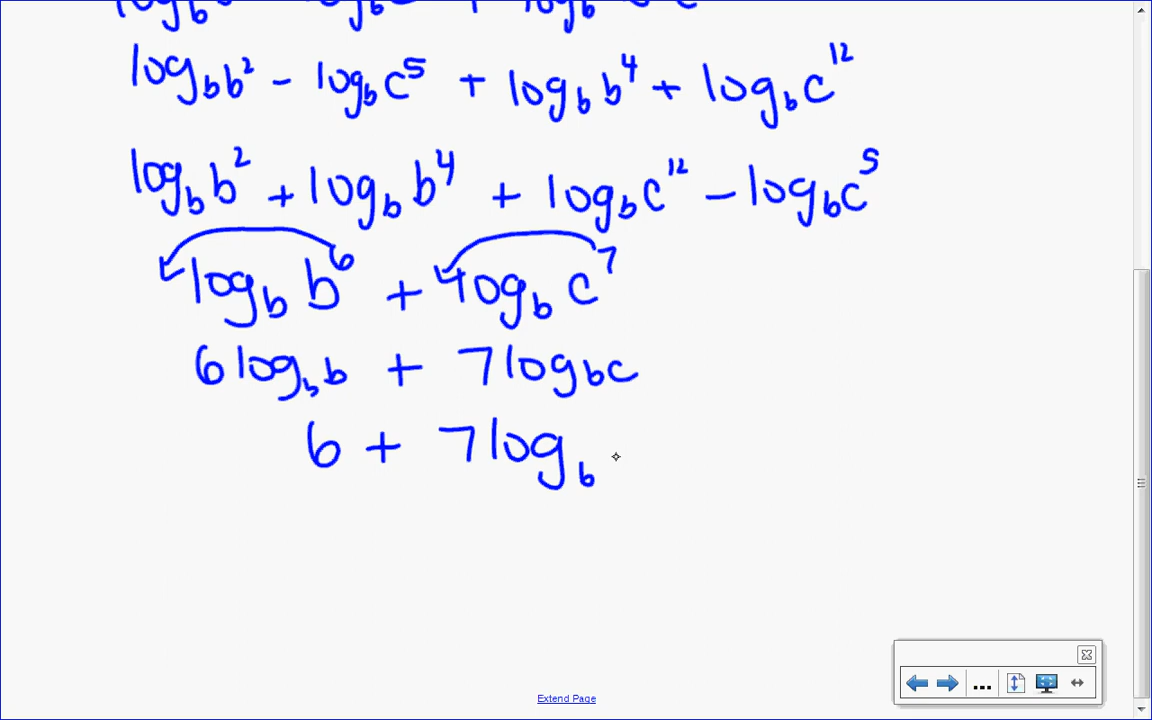 log_b b² - log_b c⁵ + log_b b⁴ + log_b c¹²
log_b b² + log_b b⁴ + log_b c¹² - log_b c⁵
log_b b⁶ + log_b c⁷
6 log_b b + 7 log_b c
6 + 7 log_b
...
Extend Page